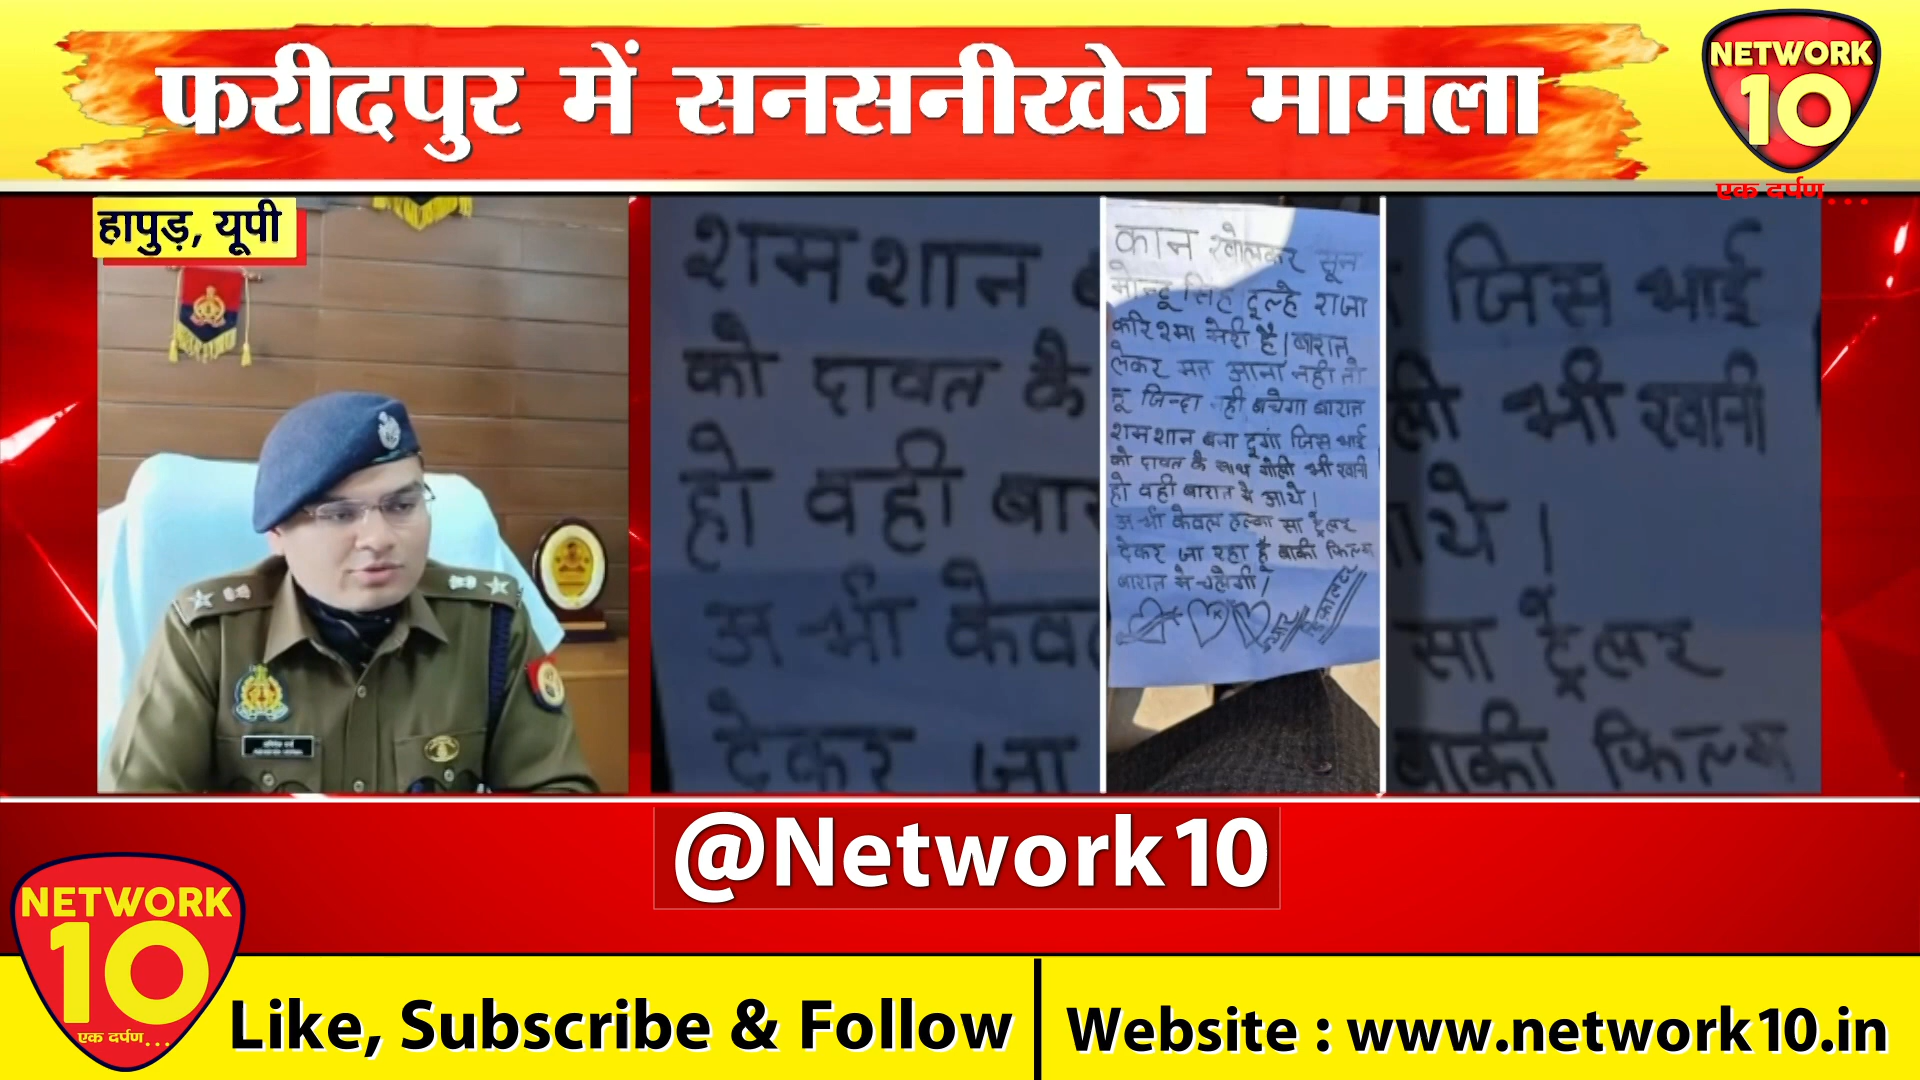 फरीदपुर में सनसनीखेज मामला
NETWORK
10
एक दर्पण...
हापुड़, यूपी
शमशान
को दावत कै
हो वही बार
अभी केवल
देकर जा
कान खोलकर सून
मोन्टू सिंह दूल्हे राजा
करिश्मा मेरी है। बारात
लेकर मत आना नही तो
तू जिन्दा नही बचेगा बारात
शमशान बना दूगां जिस भाई
को दावत कै साथ गोली भी खानी
हो वही बारात मे आये।
अभी केवल हल्का सा ट्रेलर
देकर जा रहा हूँ बाकी फिल्म
बारात मे चलेगी।
जिस भाई
ली भी खानी
ाये।
सा ट्रेलर
बाकी फिल्म
@Network10
NETWORK
10
एक दर्पण...
Like, Subscribe & Follow
Website : www.network10.in